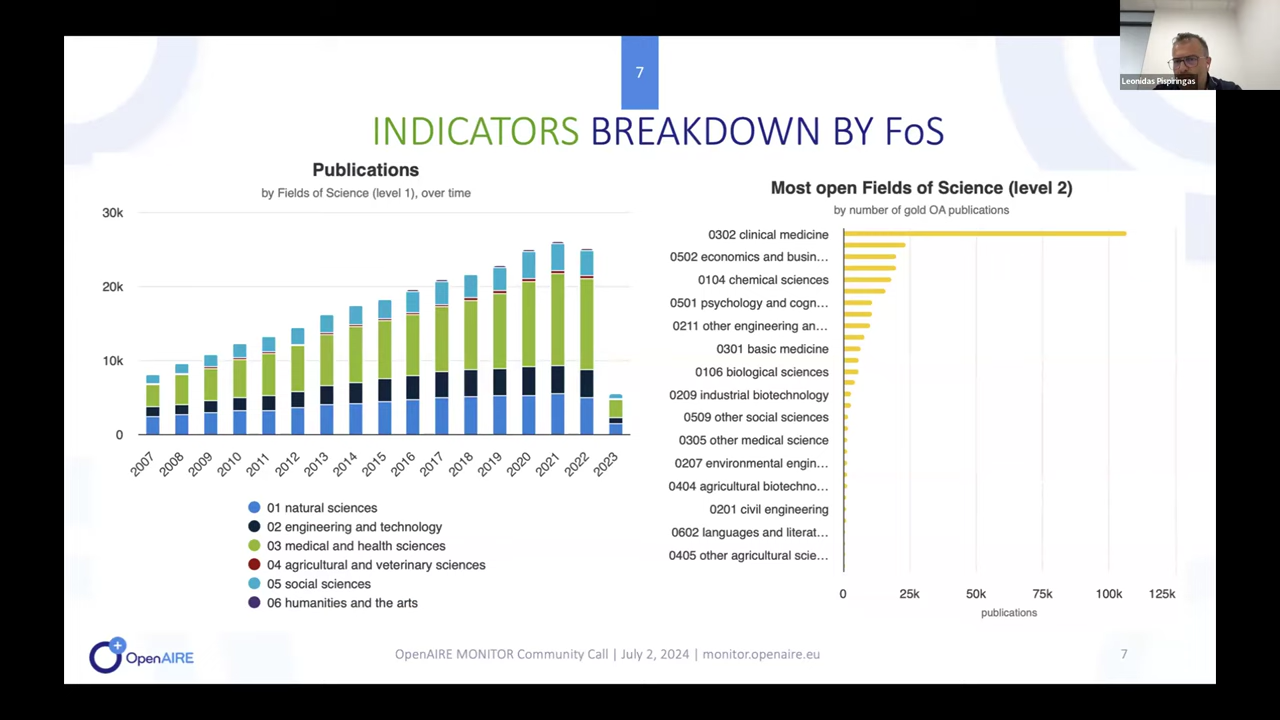 Leonidas Pispiringas
7
INDICATORS BREAKDOWN BY FoS
Publications
by Fields of Science (level 1), over time
30k
20k
10k
0
2007
2008
2009
2010
2011
2012
2013
2014
2015
2016
2017
2018
2019
2020
2021
2022
2023
01 natural sciences
02 engineering and technology
03 medical and health sciences
04 agricultural and veterinary sciences
05 social sciences
06 humanities and the arts
Most open Fields of Science (level 2)
by number of gold OA publications
0302 clinical medicine
0502 economics and busin…
0104 chemical sciences
0501 psychology and cogn…
0211 other engineering an…
0301 basic medicine
0106 biological sciences
0209 industrial biotechnology
0509 other social sciences
0305 other medical science
0207 environmental engin…
0404 agricultural biotechno…
0201 civil engineering
0602 languages and literat…
0405 other agricultural scie…
0 25k 50k 75k 100k 125k
publications
OpenAIRE
OpenAIRE MONITOR Community Call | July 2, 2024 | monitor.openaire.eu
7